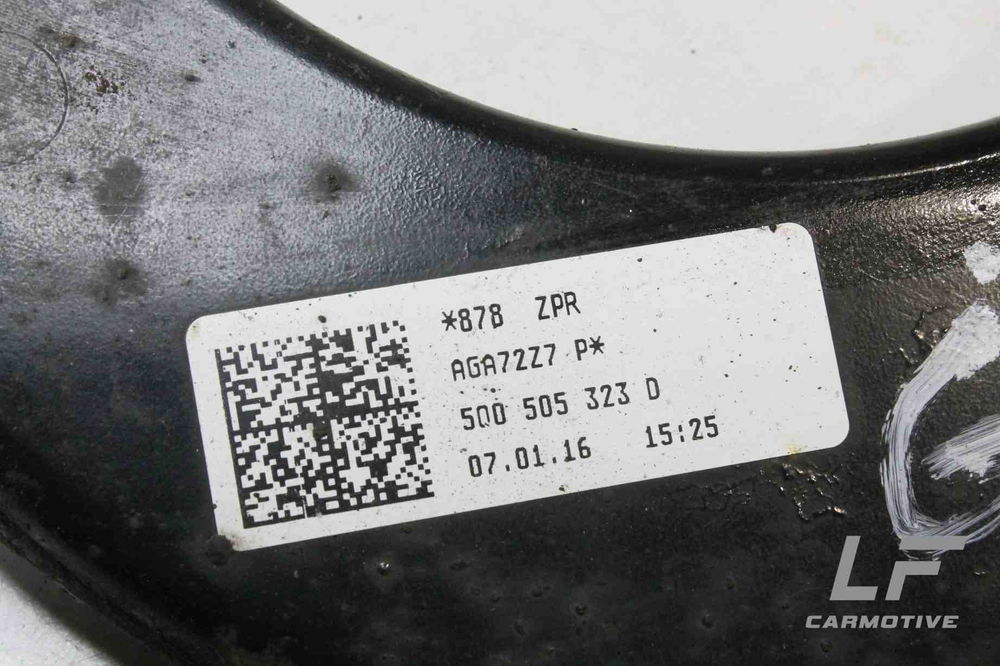 *878 ZPR
AGA72Z7 P*
5Q0 505 323 D
07.01.16 15:25
LF
CARMOTIVE